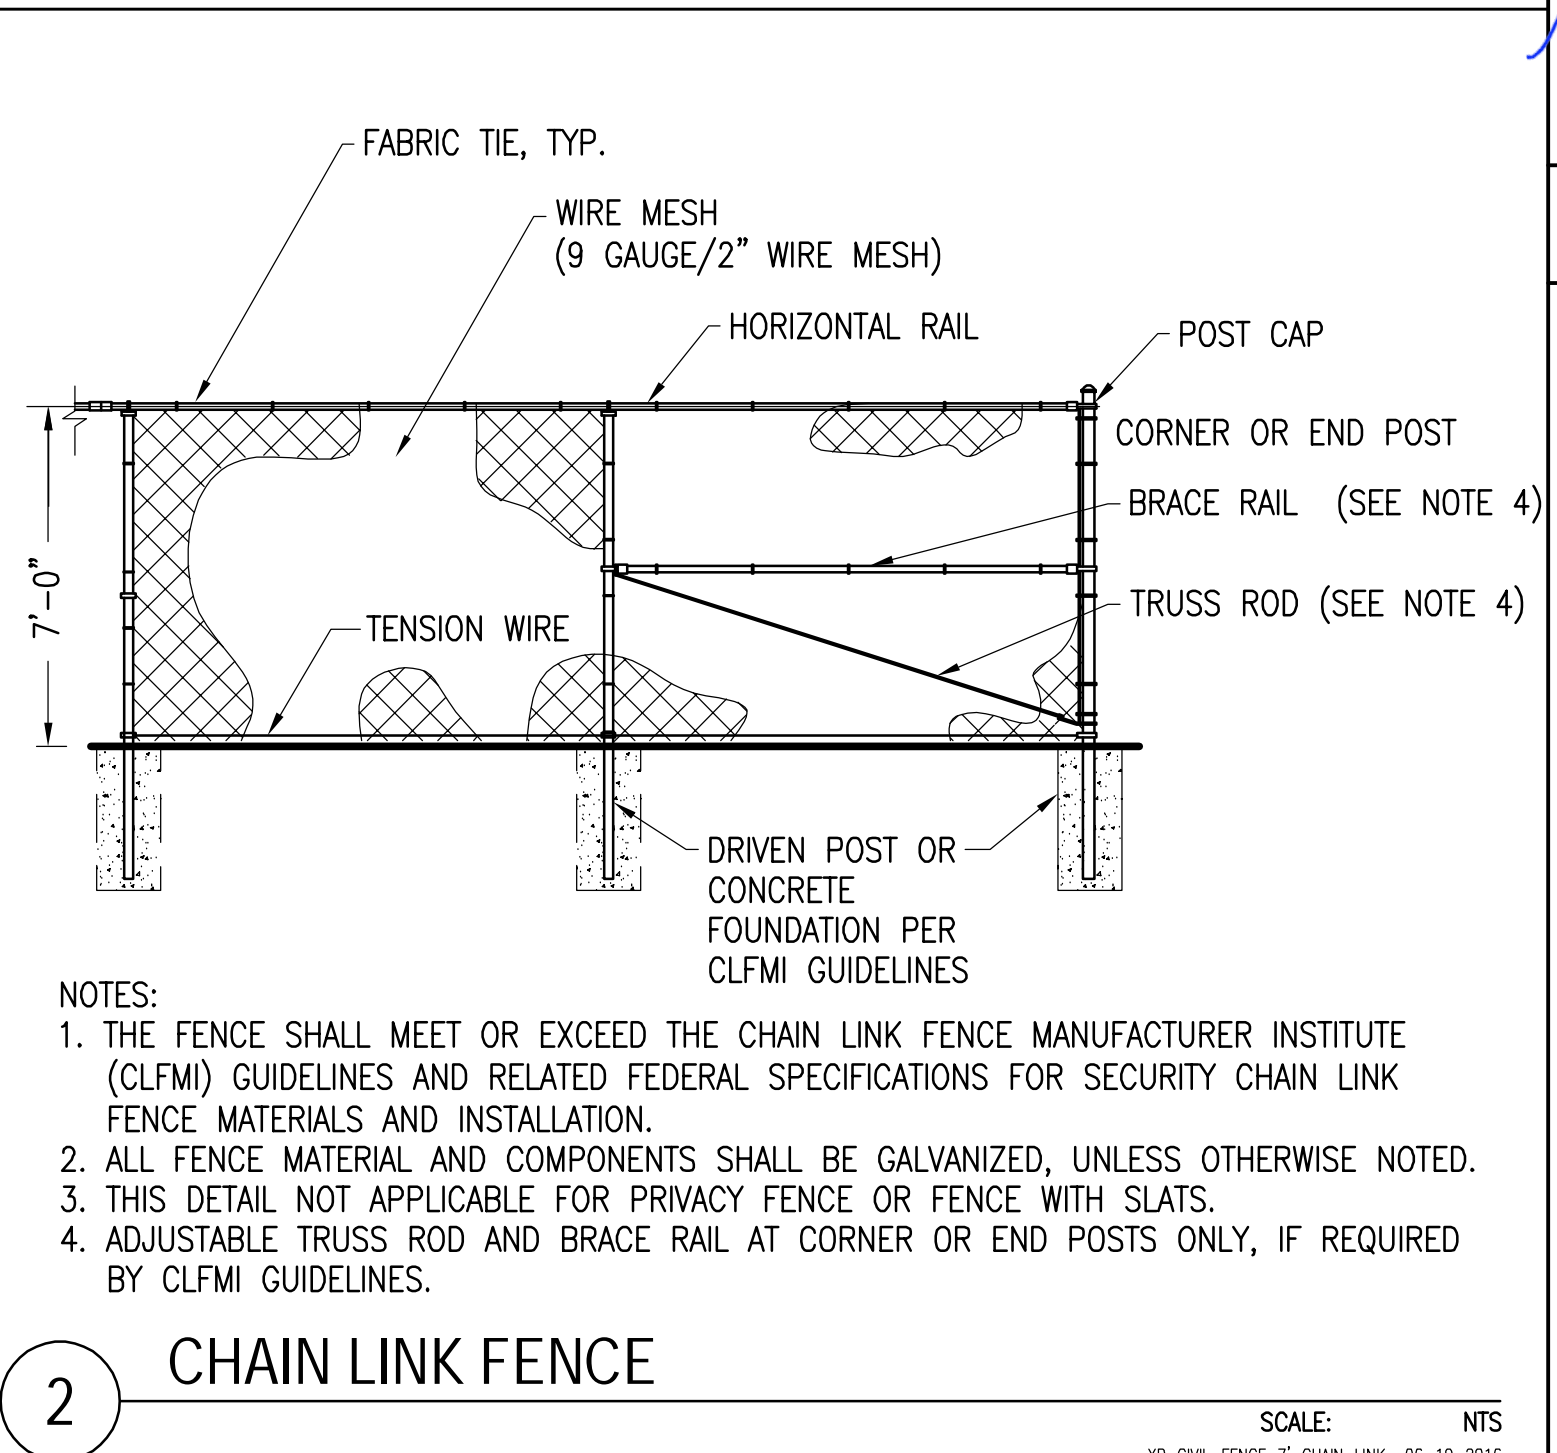 FABRIC TIE, TYP.
WIRE MESH
(9 GAUGE/2” WIRE MESH)
HORIZONTAL RAIL
POST CAP
CORNER OR END POST
BRACE RAIL (SEE NOTE 4)
7’-0”
TENSION WIRE
TRUSS ROD (SEE NOTE 4)
DRIVEN POST OR
CONCRETE
FOUNDATION PER
CLFMI GUIDELINES
NOTES:
1. THE FENCE SHALL MEET OR EXCEED THE CHAIN LINK FENCE MANUFACTURER INSTITUTE
(CLFMI) GUIDELINES AND RELATED FEDERAL SPECIFICATIONS FOR SECURITY CHAIN LINK
FENCE MATERIALS AND INSTALLATION.
2. ALL FENCE MATERIAL AND COMPONENTS SHALL BE GALVANIZED, UNLESS OTHERWISE NOTED.
3. THIS DETAIL NOT APPLICABLE FOR PRIVACY FENCE OR FENCE WITH SLATS.
4. ADJUSTABLE TRUSS ROD AND BRACE RAIL AT CORNER OR END POSTS ONLY, IF REQUIRED
BY CLFMI GUIDELINES.
2
CHAIN LINK FENCE
SCALE: NTS
CIVIL FENCE 7' CHAIN LINK